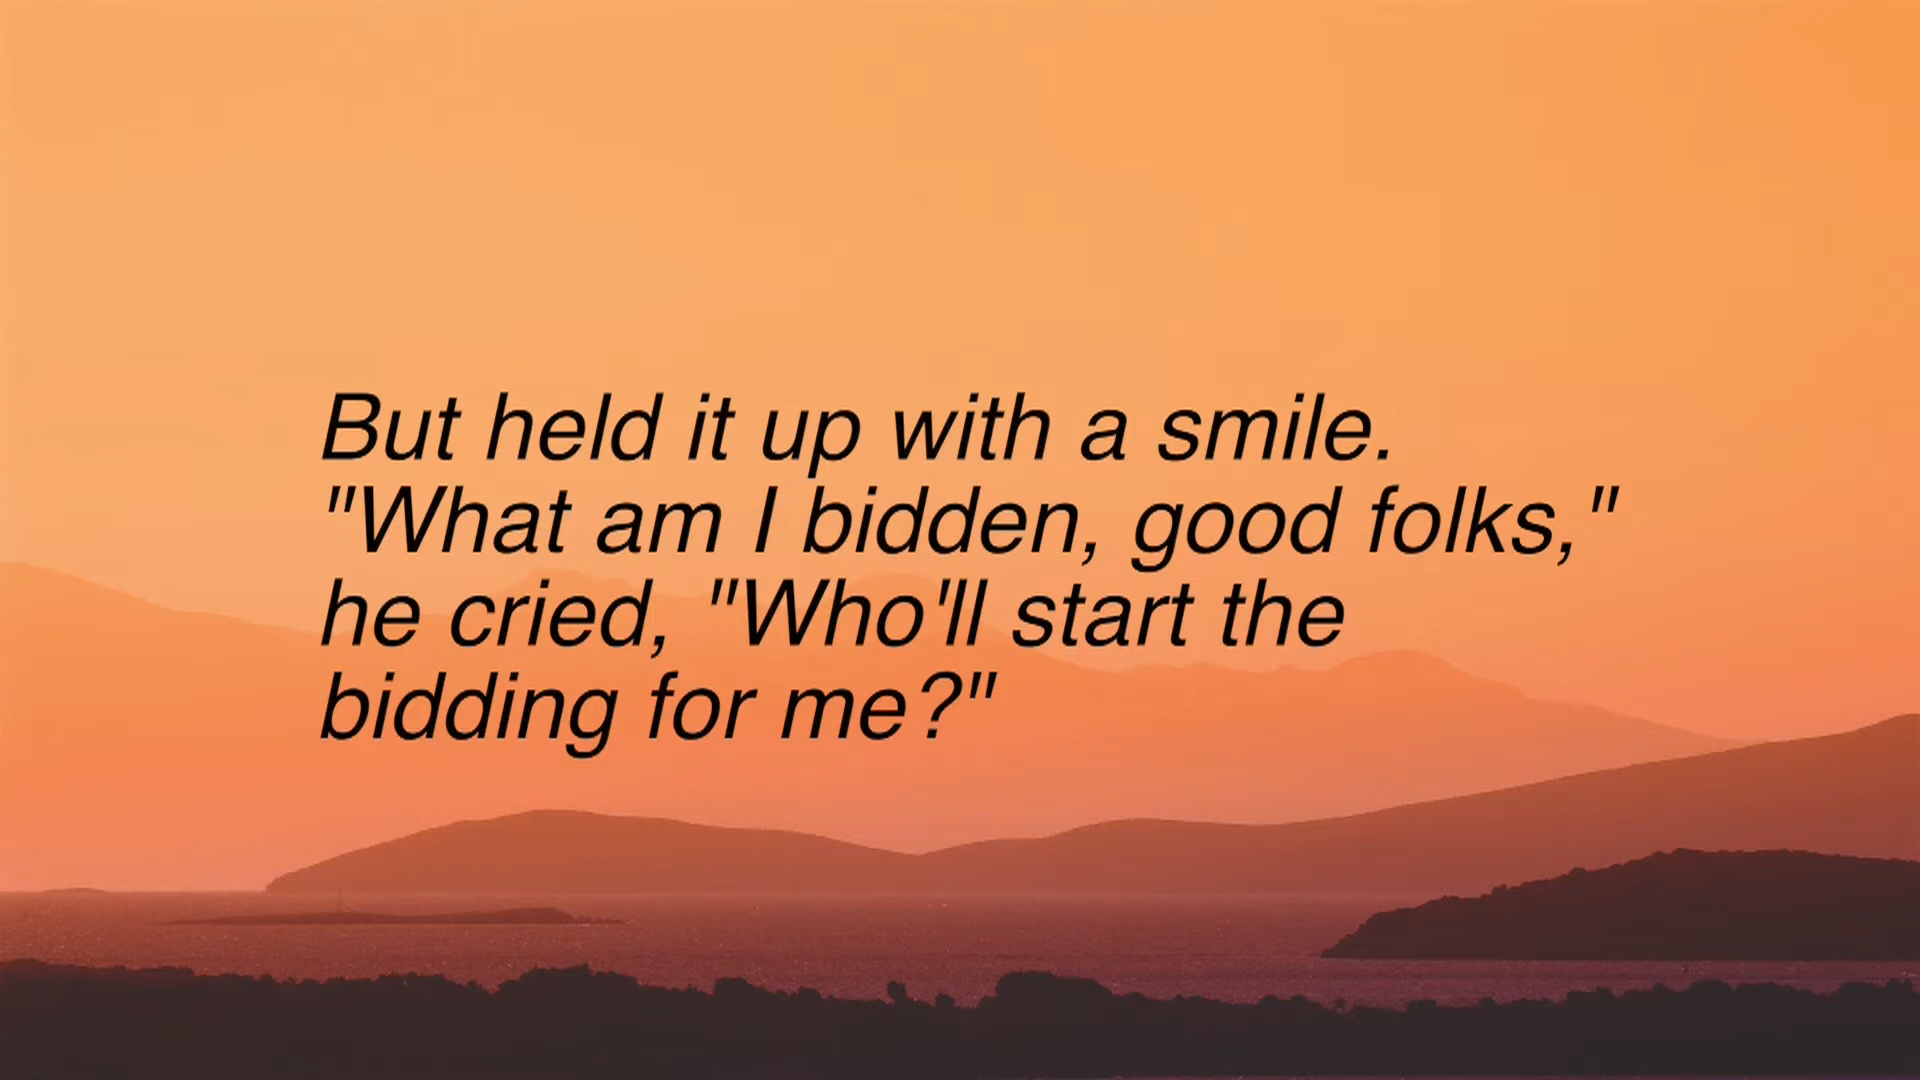 But held it up with a smile.
"What am I bidden, good folks,"
he cried, "Who'll start the
bidding for me?"